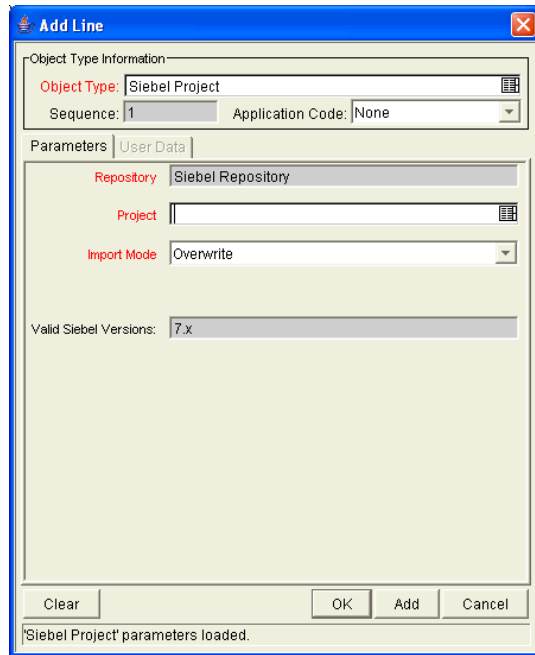 Add Line
Object Type Information
Object Type: Siebel Project
Sequence: 1 Application Code: None
Parameters User Data
Repository Siebel Repository
Project
Import Mode Overwrite
Valid Siebel Versions: 7.x
Clear OK Add Cancel
'Siebel Project' parameters loaded.